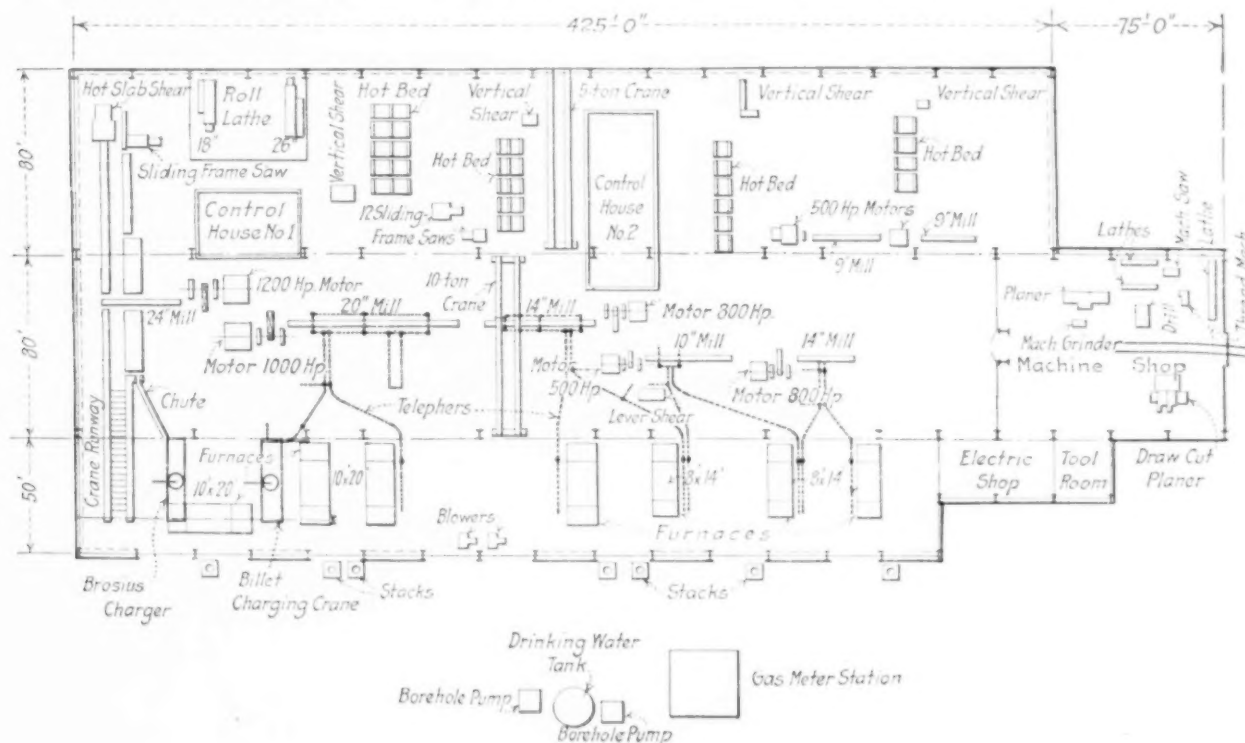 425'-0"
75'-0"
Hot Slab Shear
Roll
Lathe
18"
26"
Sliding Frame Saw
Vertical Shear
Hot Bed
Vertical
Shear
5-ton Crane
Vertical Shear
Vertical Shear
80'
Hot Bed
Hot Bed
Hot Bed
Control
House No.1
12 Sliding-
Frame Saws
Control
House
No.2
500 Hp. Motors
9" Mill
9" Mill
Lathes
Mach Saw
Lathe
Thread Mach.
1200 Hp. Motor
10-ton
Crane
24" Mill
20" Mill
14" Mill
Motor 800 Hp.
Planer
Drill
80'
Motor 1000 Hp.
Motor
500 Hp.
10" Mill
14" Mill
Mach Grinder
Machine Shop
Motor 800 Hp.
Chute
Telephers
Lever Shear
Crane Runway
Furnaces
10'x20'
10'x20'
8'x14'
8'x14'
Electric
Shop
Tool
Room
Draw Cut
Planer
50'
Blowers
Furnaces
Brosius
Charger
Billet
Charging Crane
Stacks
Stacks
Drinking Water
Tank
Borehole Pump
Borehole Pump
Gas Meter Station